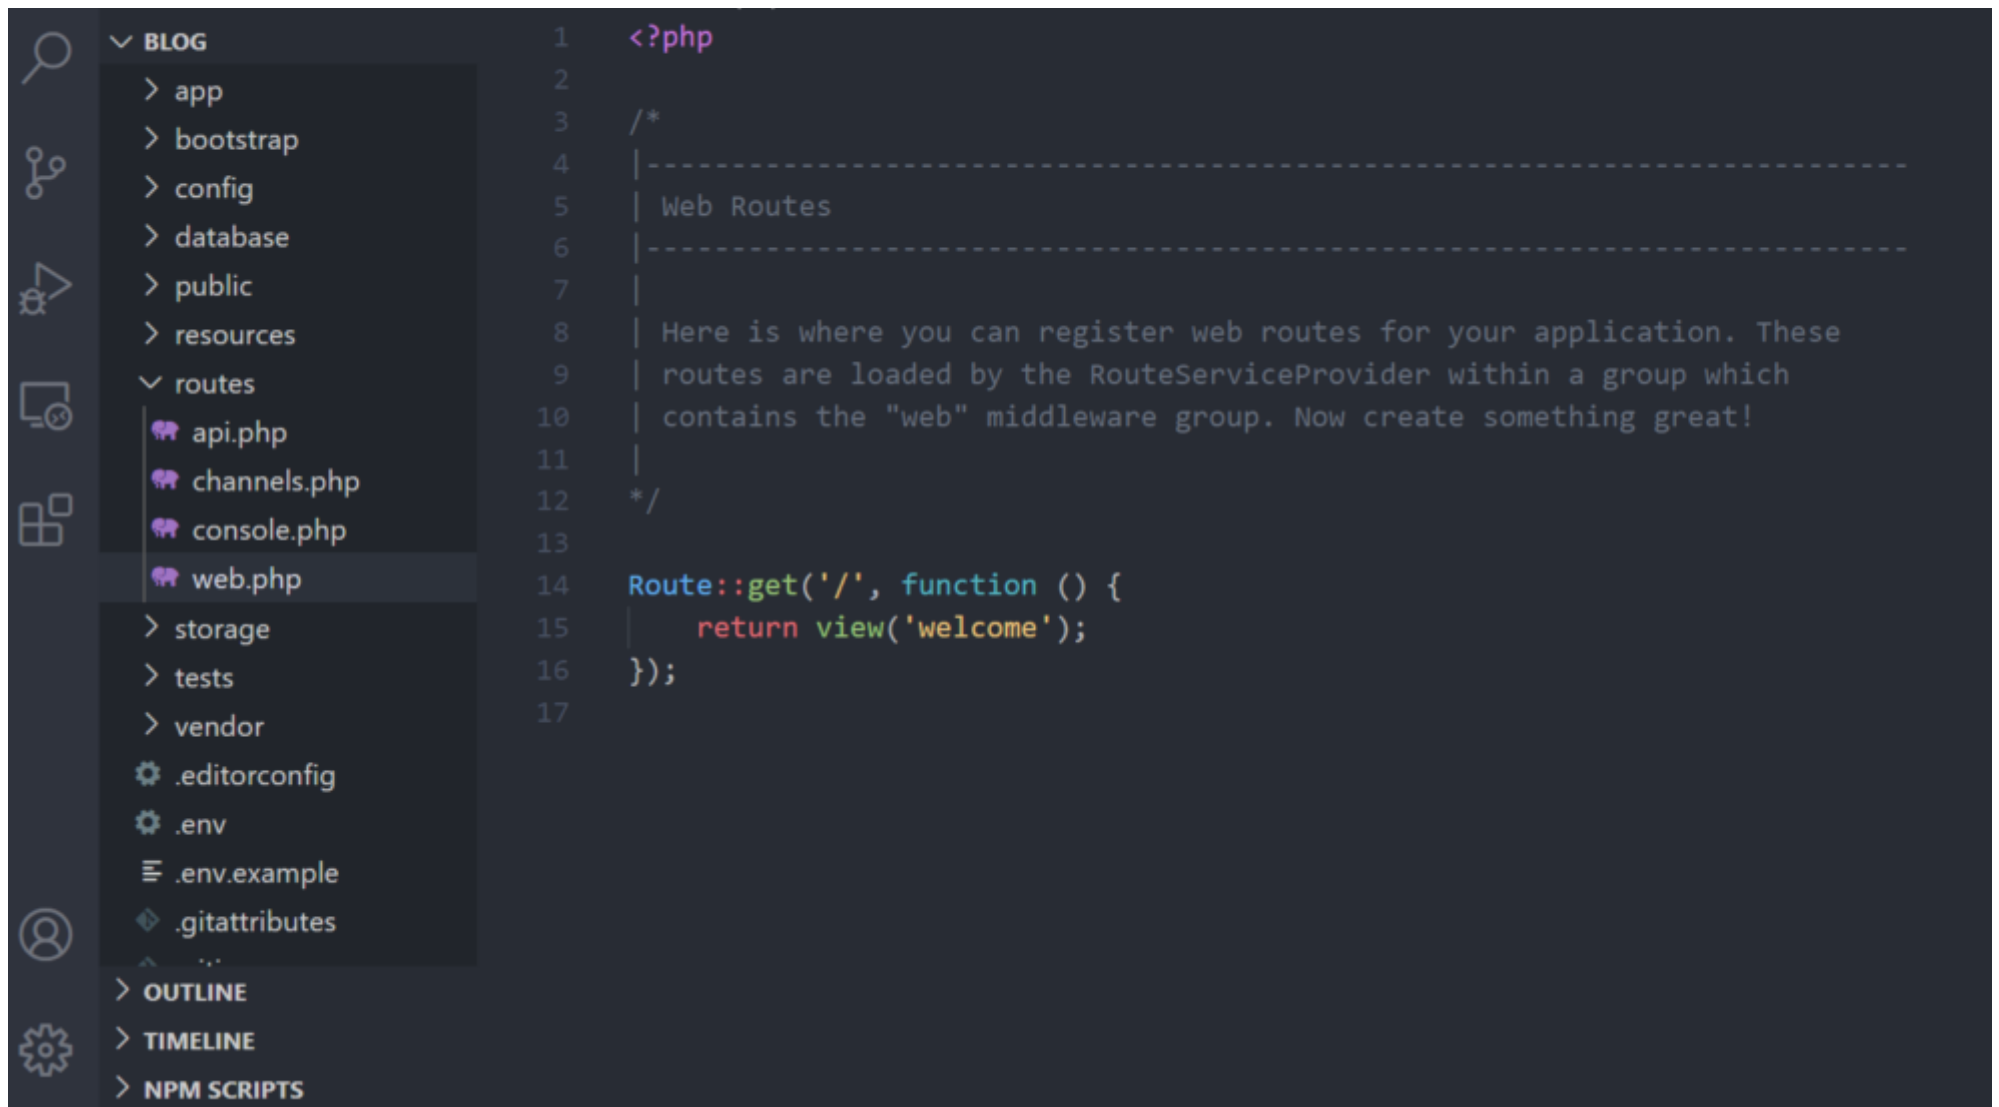 BLOG
app
bootstrap
config
database
public
resources
routes
api.php
channels.php
console.php
web.php
storage
tests
vendor
.editorconfig
.env
.env.example
.gitattributes
OUTLINE
TIMELINE
NPM SCRIPTS
1 <?php
2
3 /*
4 |--------------------------------------------------------------------------
5 | Web Routes
6 |--------------------------------------------------------------------------
7 |
8 | Here is where you can register web routes for your application. These
9 | routes are loaded by the RouteServiceProvider within a group which
10 | contains the "web" middleware group. Now create something great!
11 |
12 */
13
14 Route::get('/', function () {
15     return view('welcome');
16 });
17